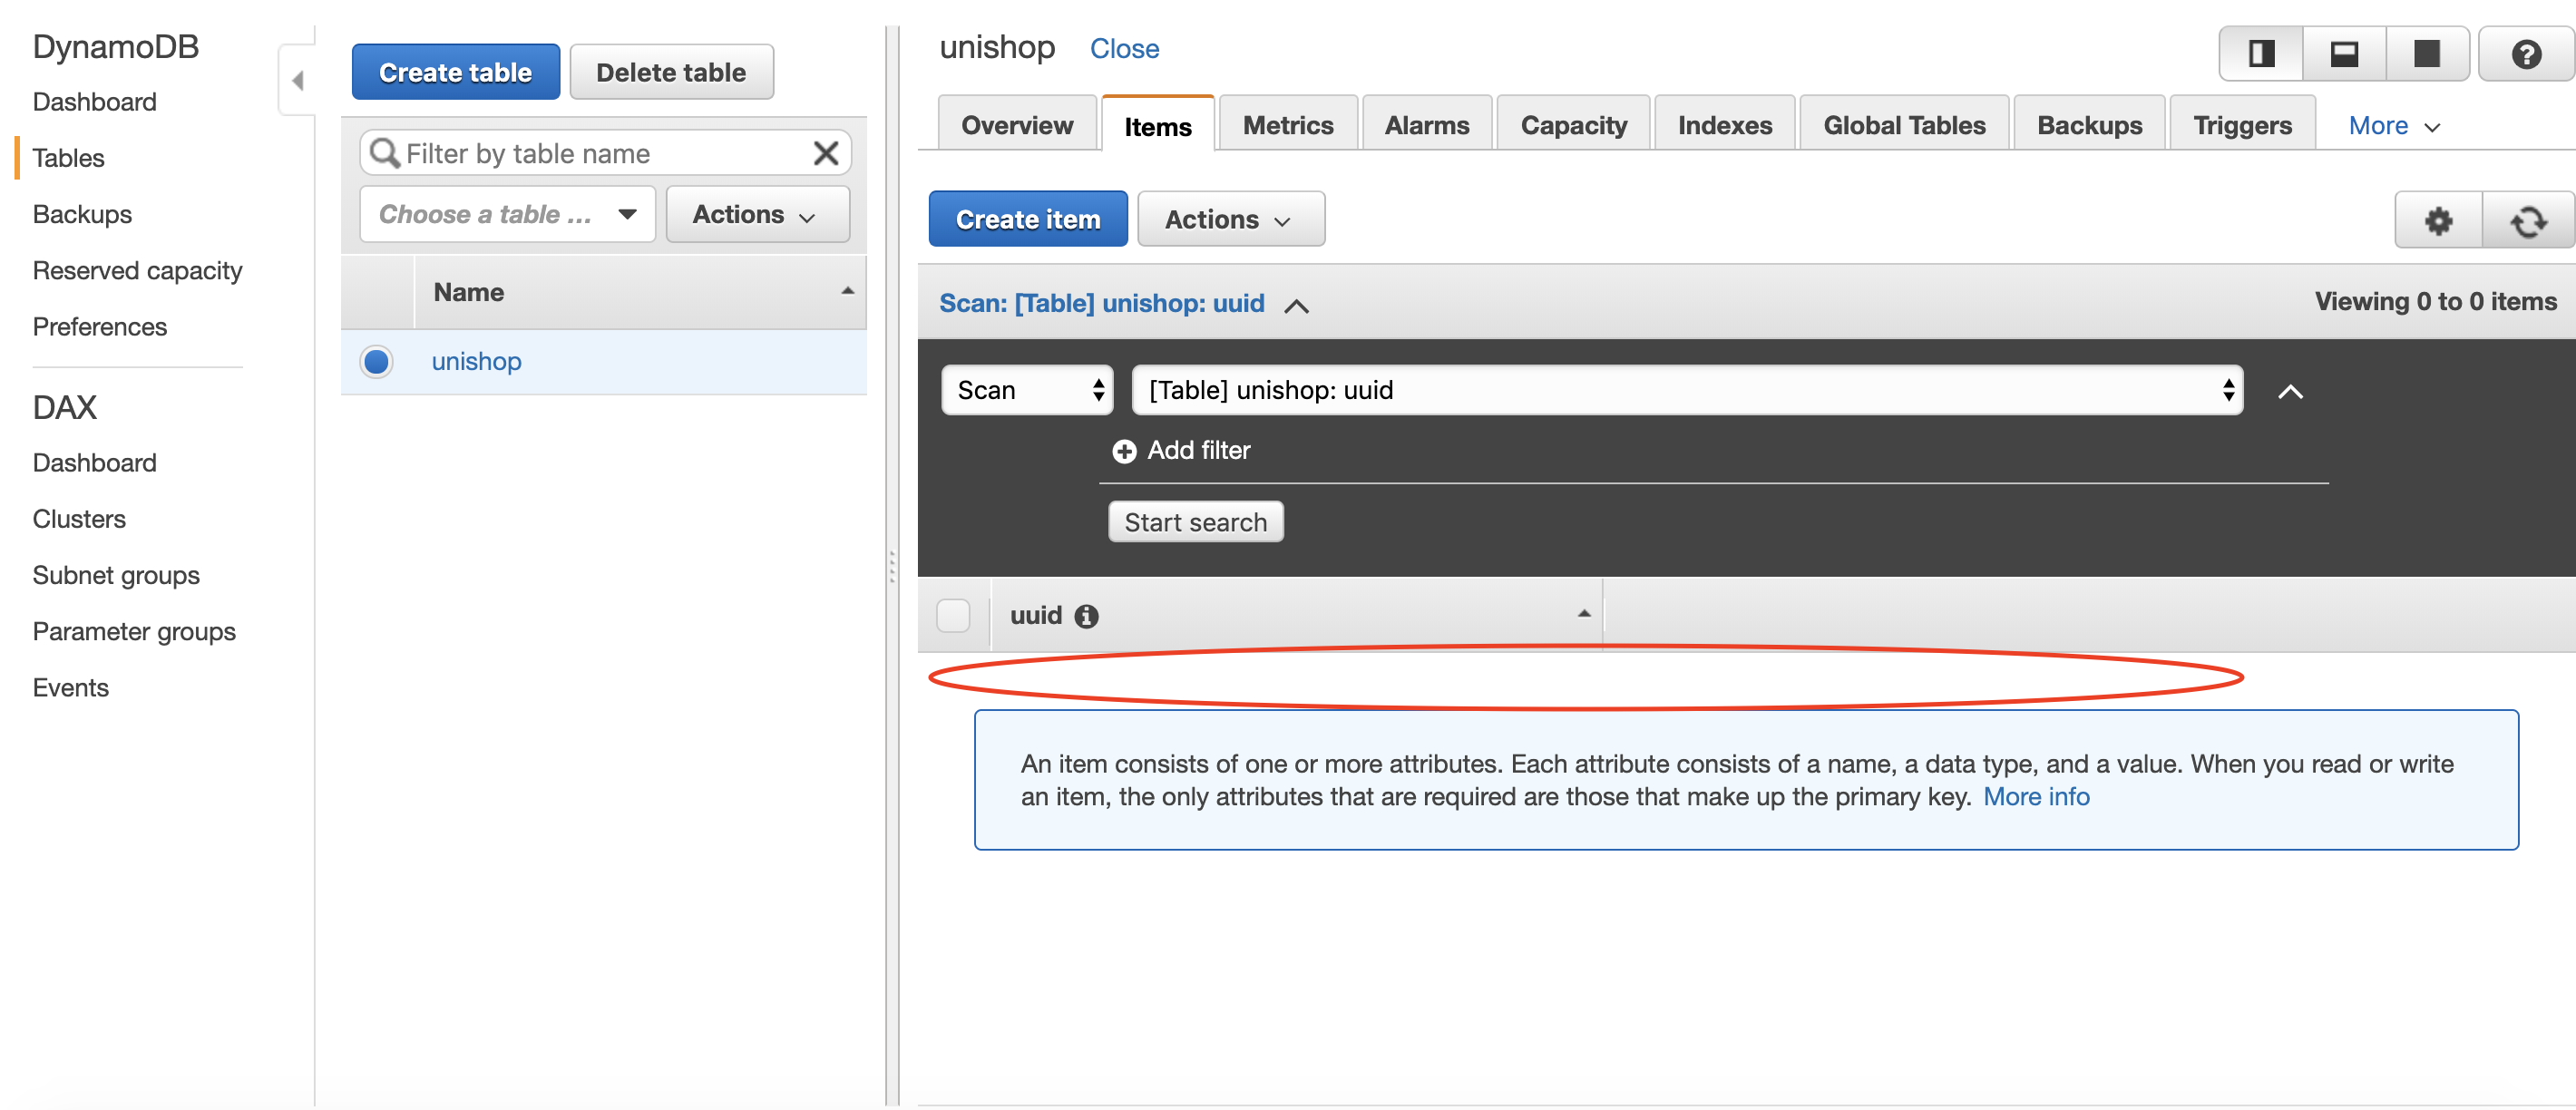 DynamoDB
Dashboard
Tables
Backups
Reserved capacity
Preferences
DAX
Dashboard
Clusters
Subnet groups
Parameter groups
Events
Create table
Delete table
Filter by table name
Choose a table ...
Actions
Name
unishop
unishop Close
Overview
Items
Metrics
Alarms
Capacity
Indexes
Global Tables
Backups
Triggers
More
Create item
Actions
Scan: [Table] unishop: uuid
Viewing 0 to 0 items
Scan
[Table] unishop: uuid
Add filter
Start search
uuid
An item consists of one or more attributes. Each attribute consists of a name, a data type, and a value. When you read or write
an item, the only attributes that are required are those that make up the primary key. More info